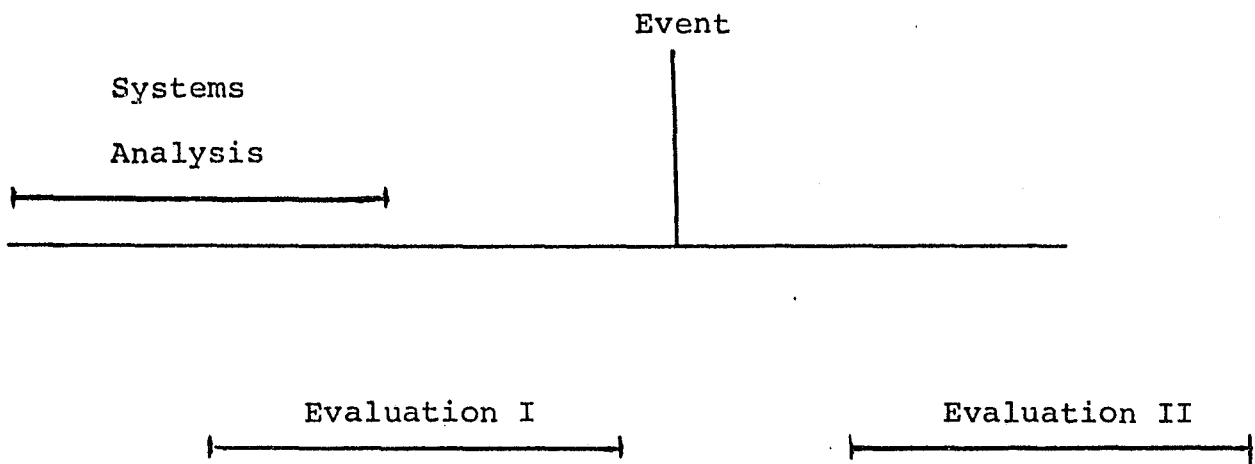 Event
Systems
Analysis
Evaluation I
Evaluation II